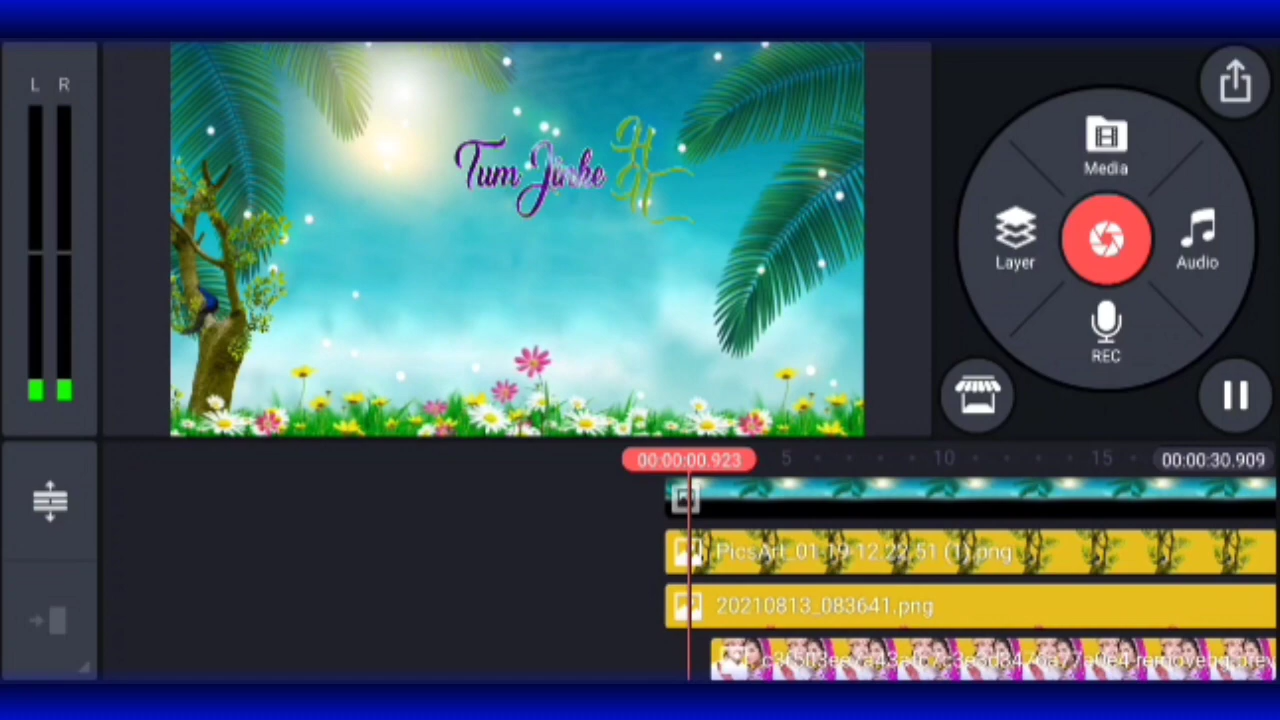 L R
Media
Tum Jinke
Layer
Audio
REC
00:00:00.923 5 10 15 00:00:30.909
PicsArt_01-19-12.22.51 (1).png
20210813_083641.png